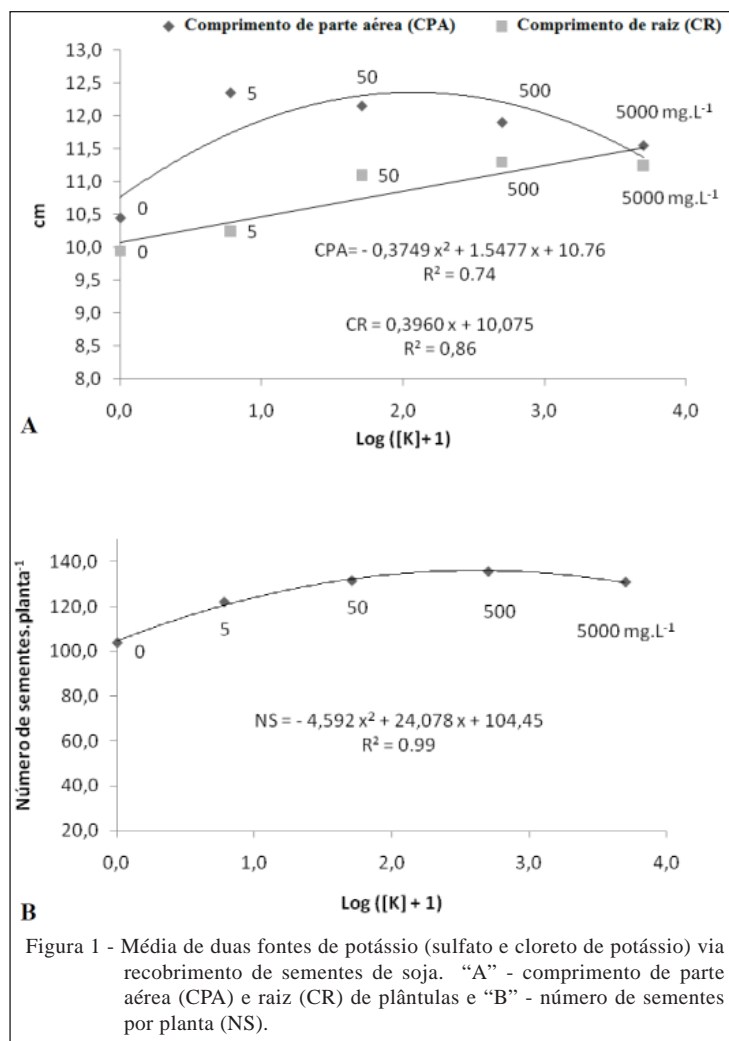 Comprimento de parte aérea (CPA) Comprimento de raiz (CR)
13,0
12,5
12,0
11,5
11,0
10,5
10,0
9,5
9,0
8,5
8,0
cm
0
5
50
500
5000 mg.L⁻¹
0
5
50
500
5000 mg.L⁻¹
CPA= - 0,3749 x² + 1.5477 x + 10.76
R² = 0.74
CR = 0,3960 x + 10,075
R² = 0,86
0,0 1,0 2,0 3,0 4,0
A
Log ([K]+ 1)
140,0
120,0
100,0
80,0
60,0
40,0
20,0
Número de sementes.planta⁻¹
0
5
50
500
5000 mg.L⁻¹
NS = - 4,592 x² + 24,078 x + 104,45
R² = 0.99
0,0 1,0 2,0 3,0 4,0
B
Log ([K] + 1)
Figura 1 - Média de duas fontes de potássio (sulfato e cloreto de potássio) via
recobrimento de sementes de soja. “A” - comprimento de parte
aérea (CPA) e raiz (CR) de plântulas e “B” - número de sementes
por planta (NS).